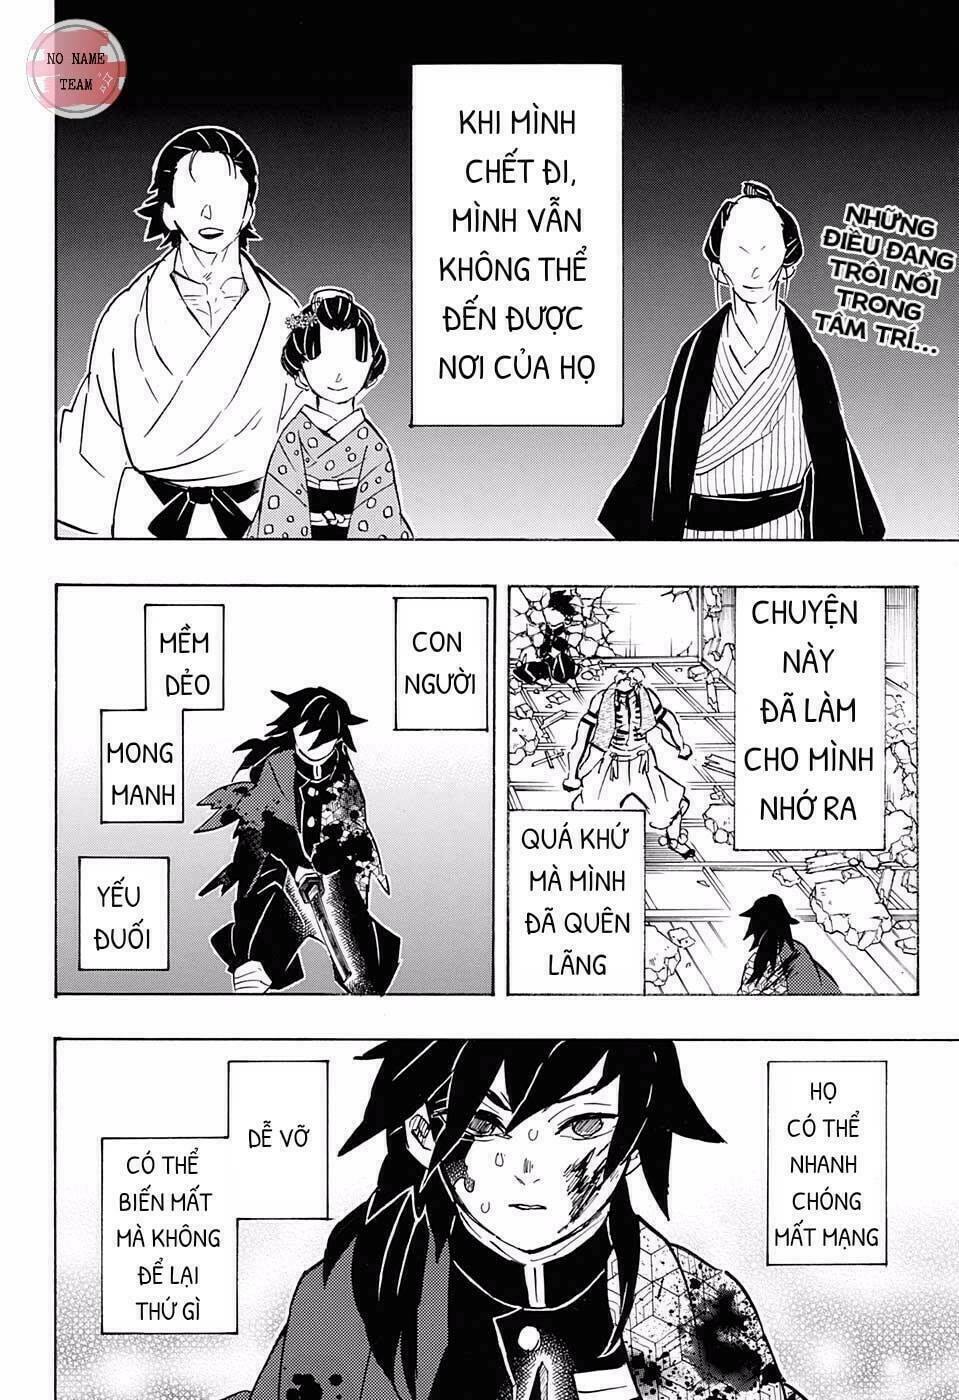 NO NAME
TEAM
NHỮNG
ĐIỀU ĐANG
TRÔI NỔI
TRONG
TÂM TRÍ...
KHI MÌNH
CHẾT ĐI,
MÌNH VẪN
KHÔNG THỂ
ĐẾN ĐƯỢC
NƠI CỦA HỌ
CHUYỆN
NÀY
ĐÃ LÀM
CHO MÌNH
NHỚ RA
QUÁ KHỨ
MÀ MÌNH
ĐÃ QUÊN
LÃNG
CON
NGƯỜI
MỀM
DẺO
MONG
MANH
YẾU
ĐUỐI
HỌ
CÓ THỂ
NHANH
CHÓNG
MẤT MẠNG
DỄ VỠ
CÓ THỂ
BIẾN MẤT
MÀ KHÔNG
ĐỂ LẠI
THỨ GÌ